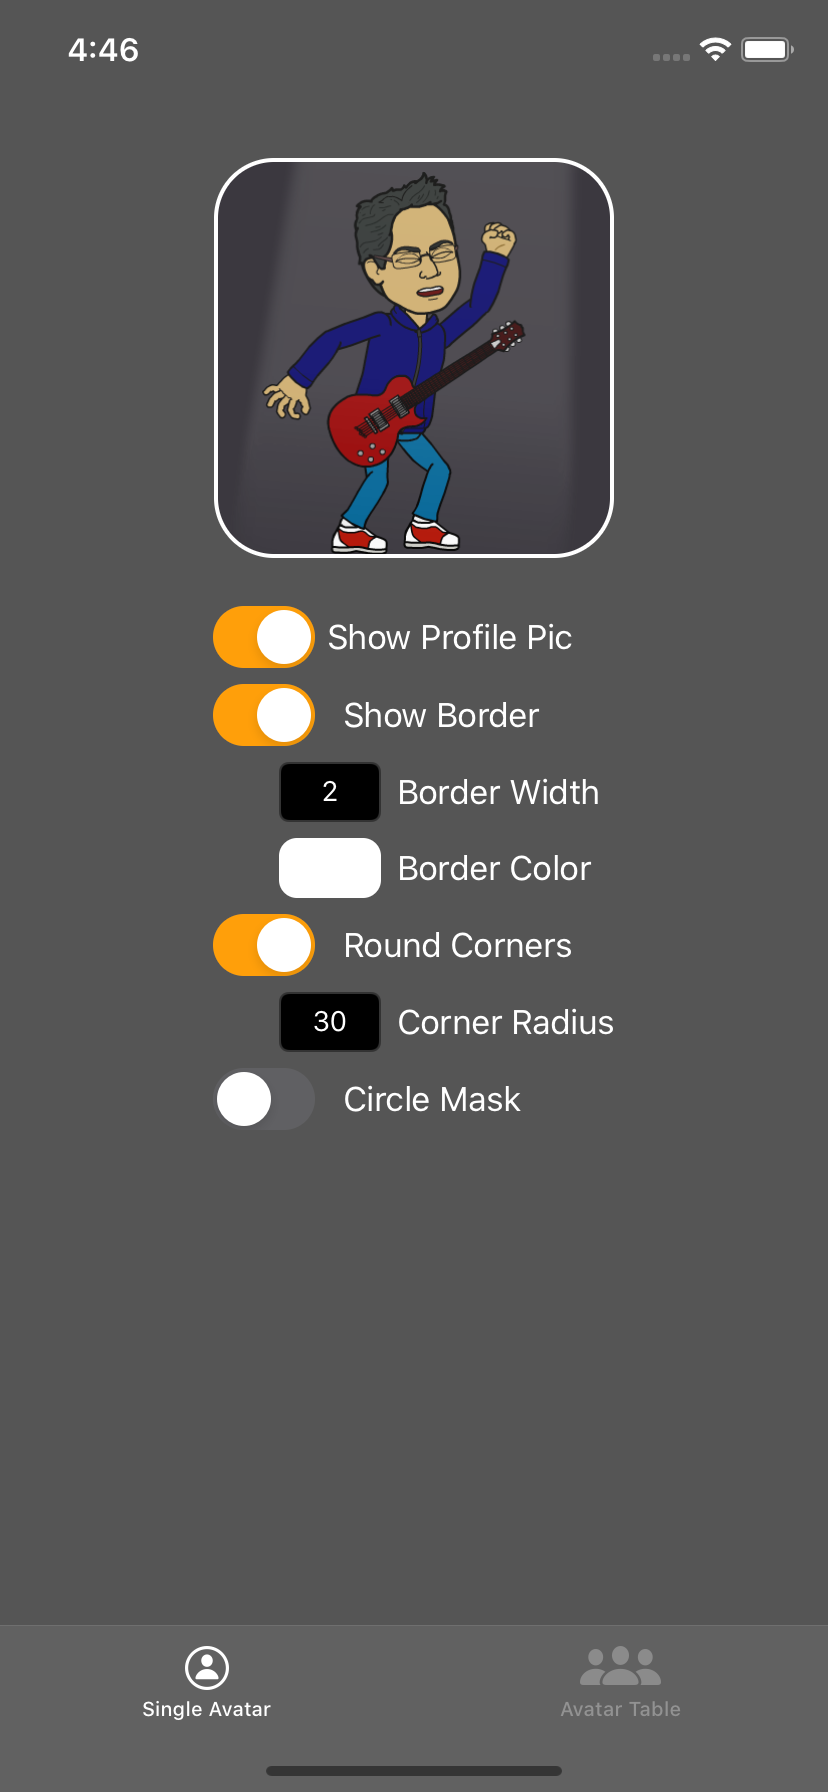 4:46
Show Profile Pic
Show Border
2 Border Width
Border Color
Round Corners
30 Corner Radius
Circle Mask
Single Avatar
Avatar Table